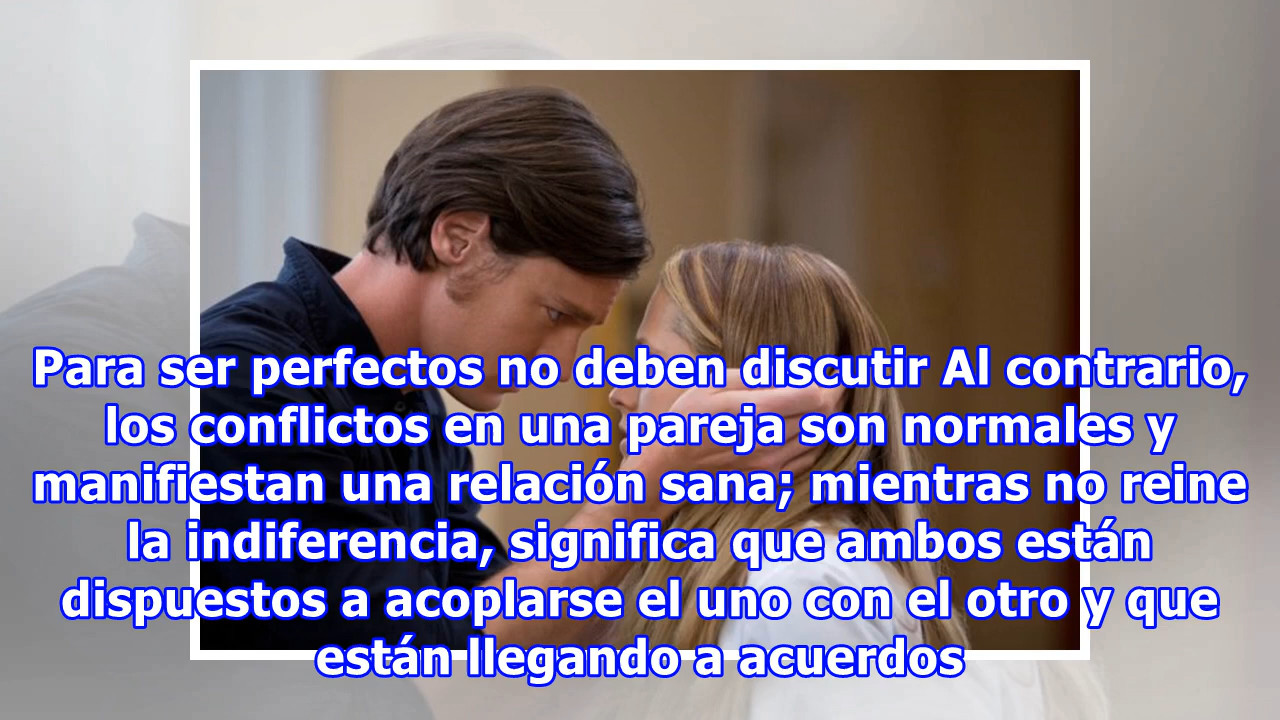 Para ser perfectos no deben discutir Al contrario,
los conflictos en una pareja son normales y
manifiestan una relación sana; mientras no reine
la indiferencia, significa que ambos están
dispuestos a acoplarse el uno con el otro y que
están llegando a acuerdos